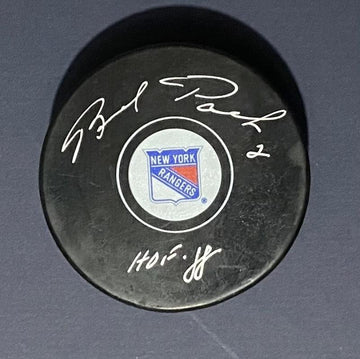 Brad Park 2
NEW YORK
RANGERS
®
HOF. 88